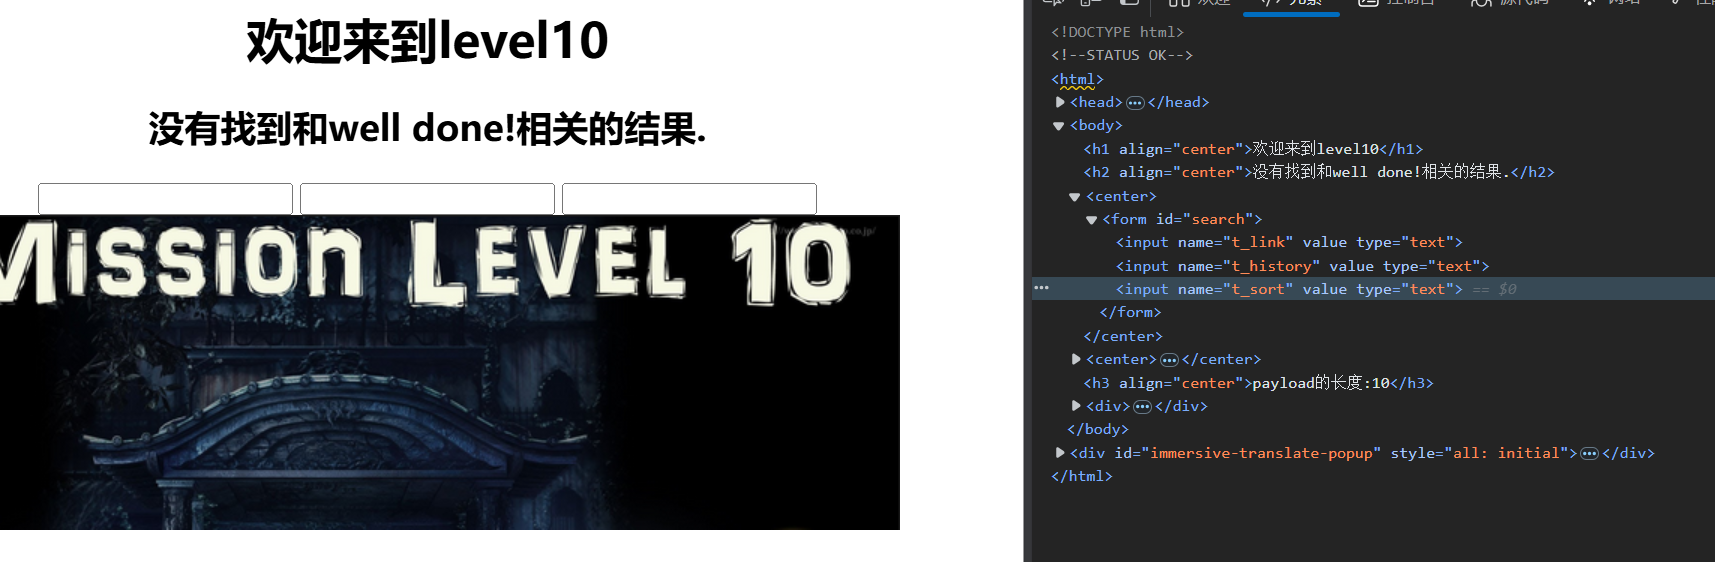 欢迎来到level10
没有找到和well done!相关的结果.
Mission Level 10
<!DOCTYPE html>
<!--STATUS OK-->
<html>
<head>…</head>
<body>
<h1 align="center">欢迎来到level10</h1>
<h2 align="center">没有找到和well done!相关的结果.</h2>
<center>
<form id="search">
<input name="t_link" value type="text">
<input name="t_history" value type="text">
<input name="t_sort" value type="text"> == $0
</form>
</center>
<center>…</center>
<h3 align="center">payload的长度:10</h3>
<div>…</div>
</body>
<div id="immersive-translate-popup" style="all: initial">…</div>
</html>